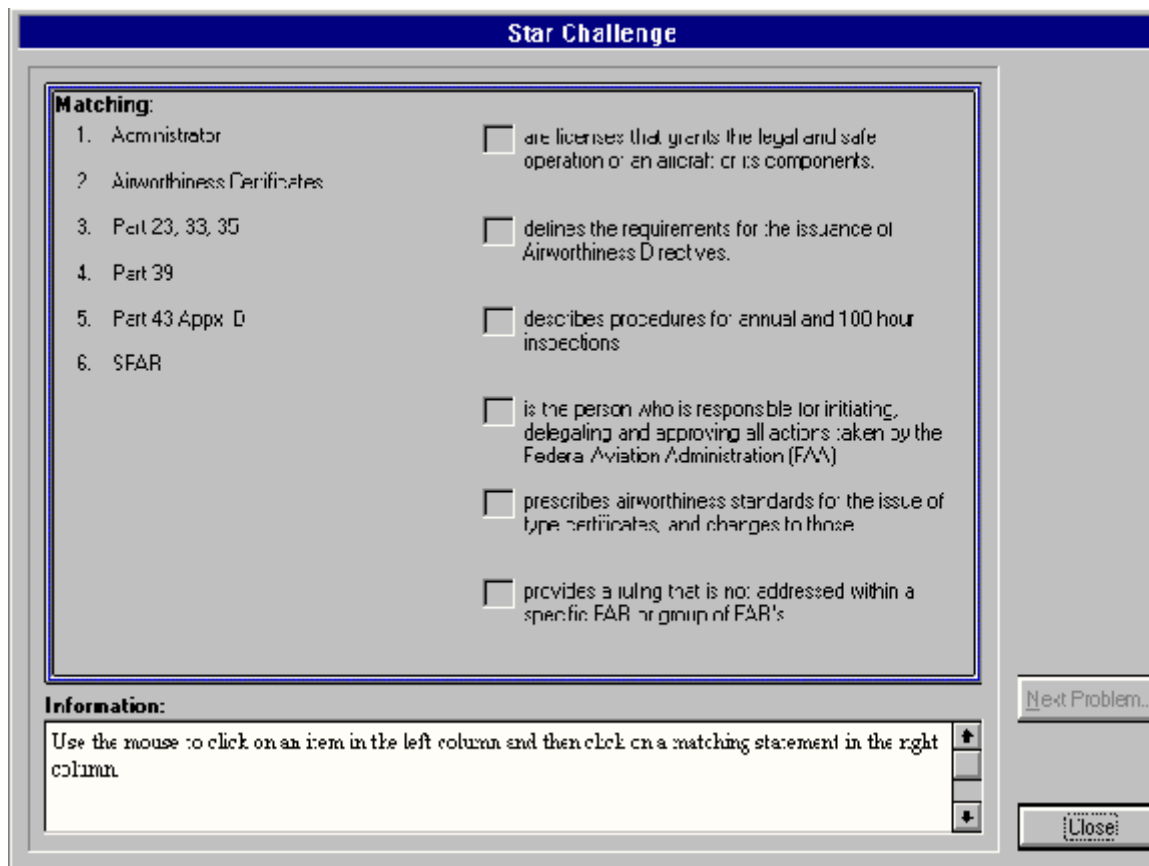 Star Challenge
Matching:
1. Administrator
2. Airworthiness Certificates
3. Part 23, 33, 35
4. Part 39
5. Part 43 Appx. D
6. SFAR
are licenses that grants the legal and safe
operation of an aircraft or its components.
defines the requirements for the issuance of
Airworthiness Directives.
describes procedures for annual and 100 hour
inspections
is the person who is responsible for initiating,
delegating and approving all actions taken by the
Federal Aviation Administration (FAA)
prescribes airworthiness standards for the issue of
type certificates, and changes to those
provides a ruling that is not addressed within a
specific FAR or group of FAR's
Information:
Use the mouse to click on an item in the left column and then click on a matching statement in the right
column.
Next Problem...
Close